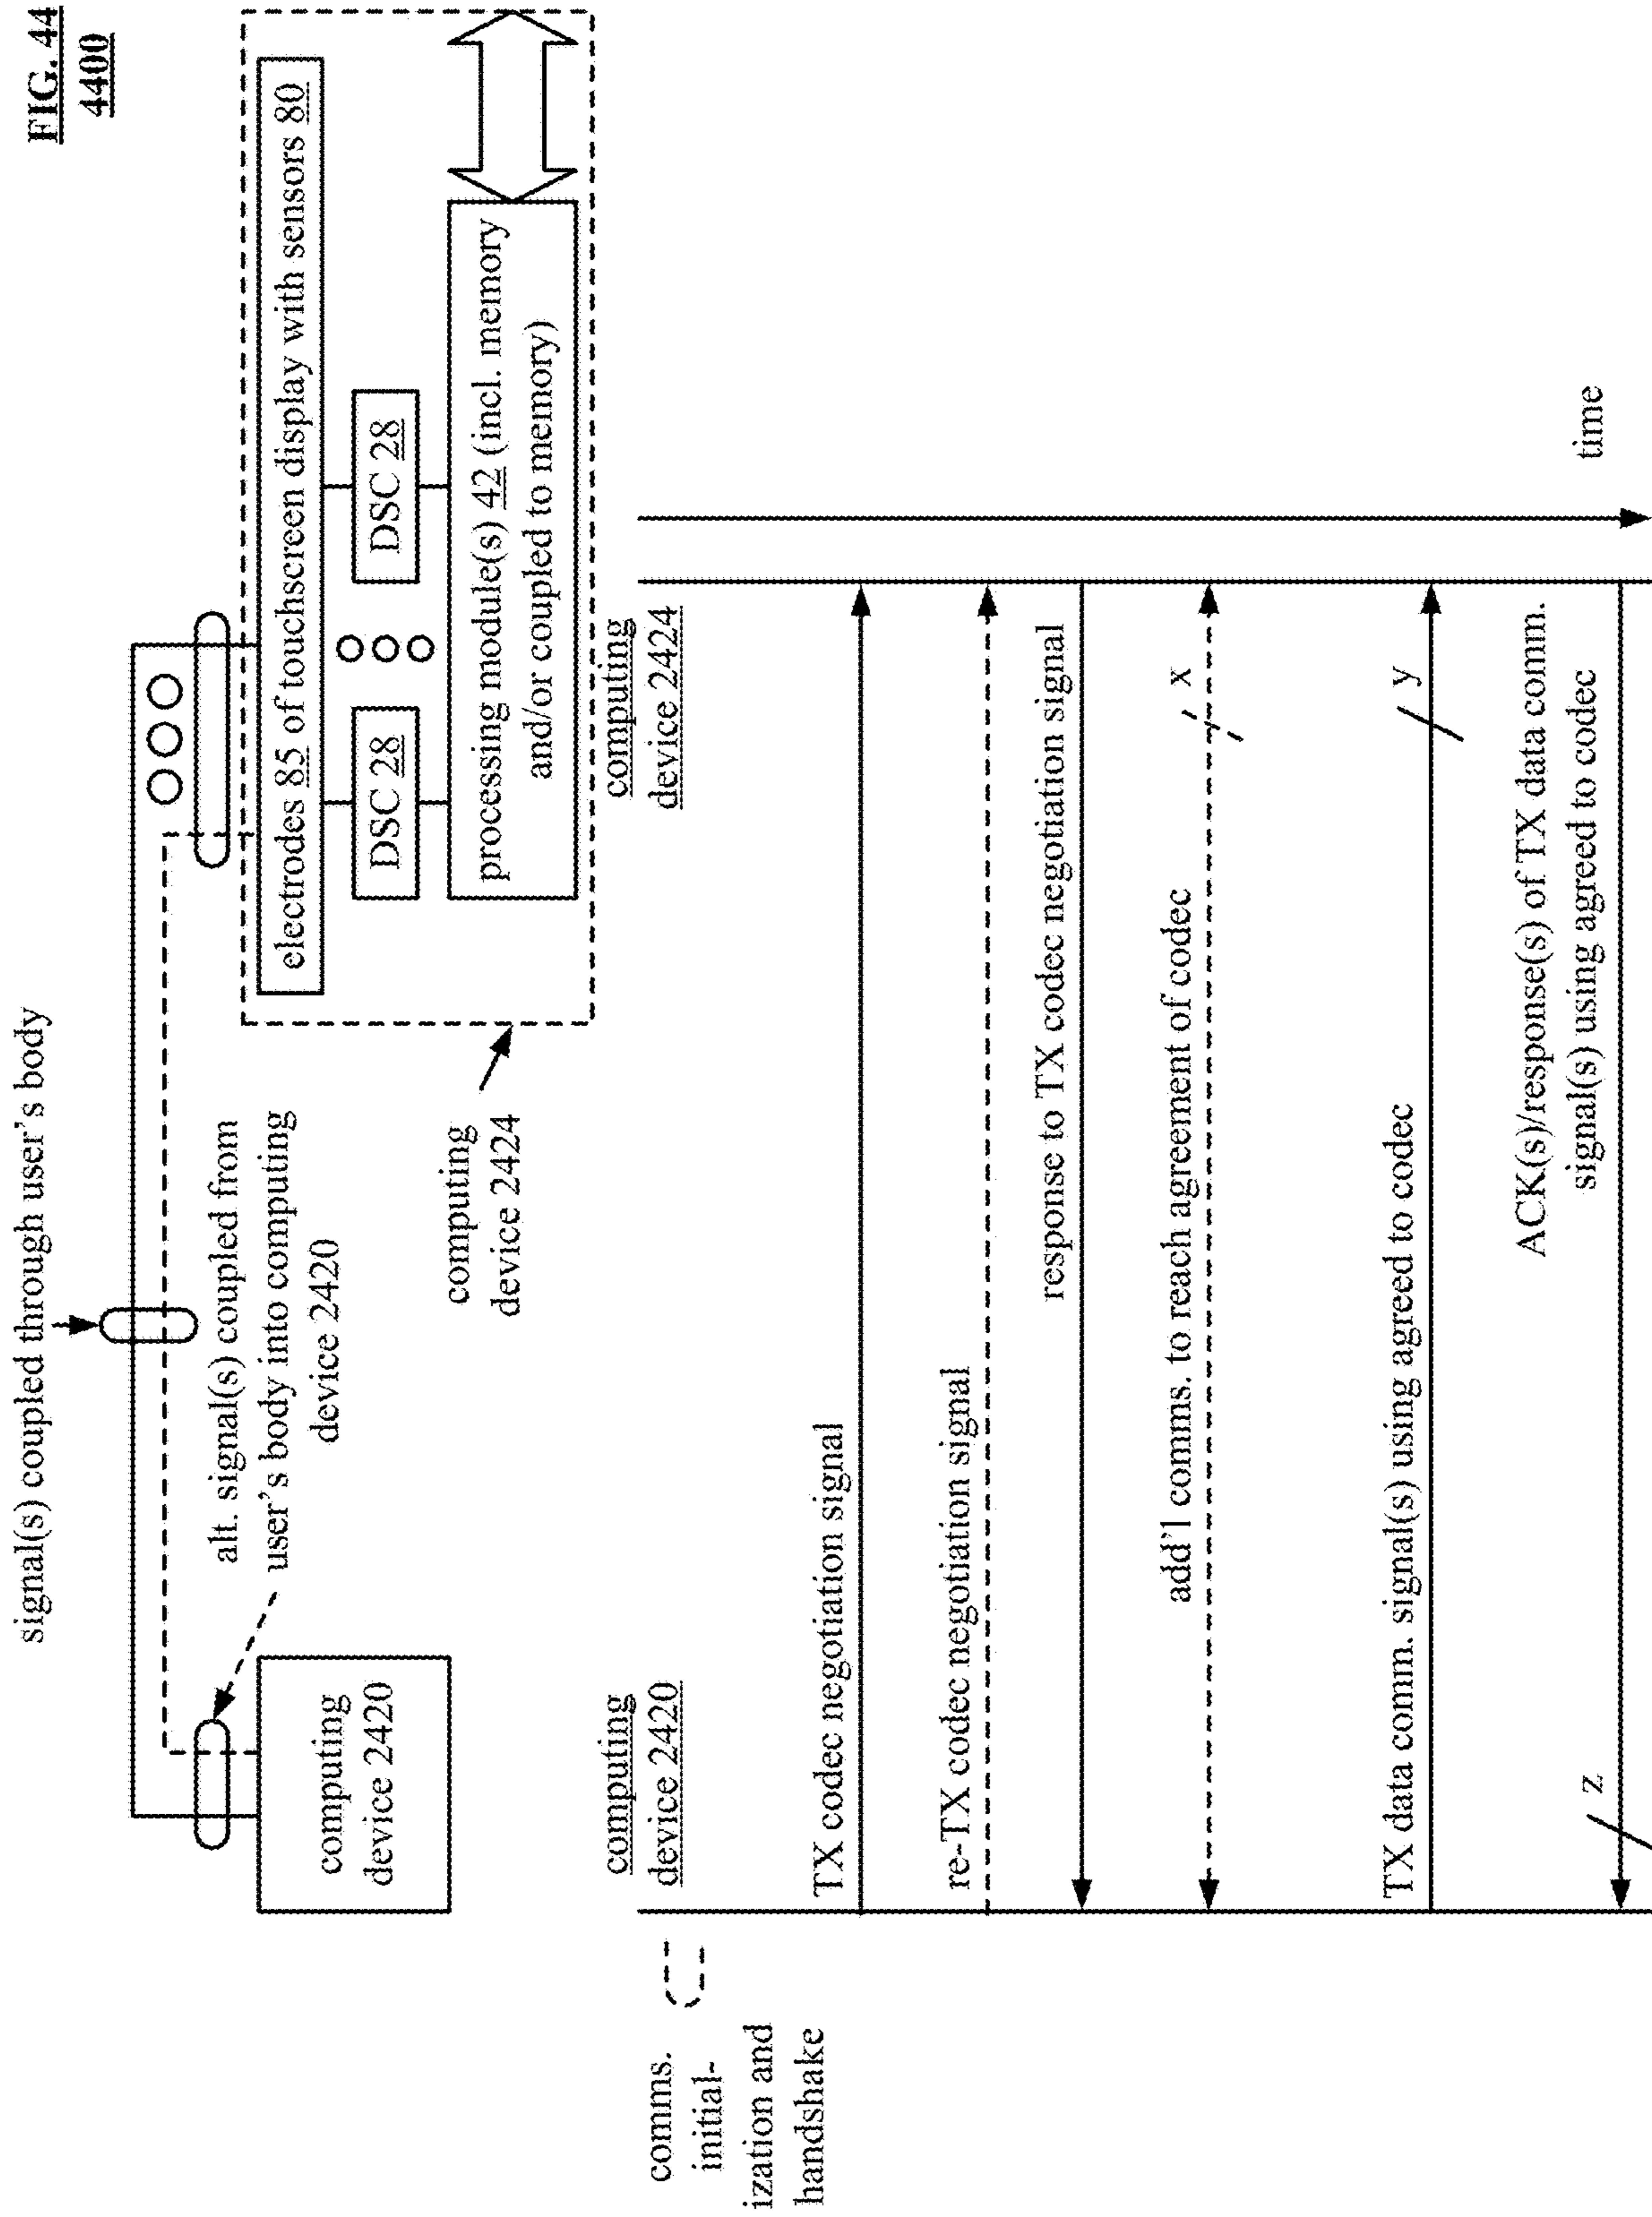 FIG. 44
4400
signal(s) coupled through user's body
alt. signal(s) coupled from
user's body into computing
device 2420
computing
device 2420
computing
device 2424
electrodes 85 of touchscreen display with sensors 80
DSC 28
DSC 28
processing module(s) 42 (incl. memory
and/or coupled to memory)
computing
device 2420
computing
device 2424
comms.
initial-
ization and
handshake
TX codec negotiation signal
re-TX codec negotiation signal
response to TX codec negotiation signal
add'l comms. to reach agreement of codec
x
TX data comm. signal(s) using agreed to codec
y
ACK(s)/response(s) of TX data comm.
signal(s) using agreed to codec
z
time